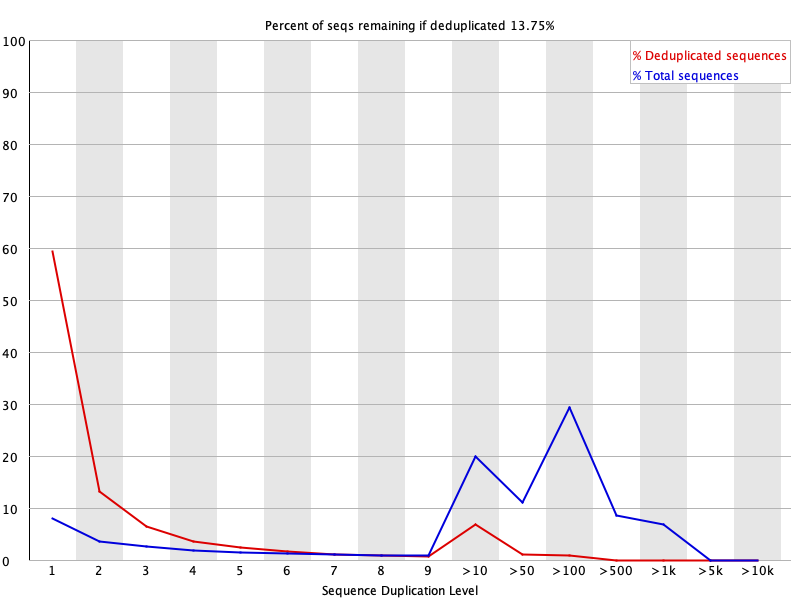 Percent of seqs remaining if deduplicated 13.75%
% Deduplicated sequences
% Total sequences
100
90
80
70
60
50
40
30
20
10
0
1 2 3 4 5 6 7 8 9 >10 >50 >100 >500 >1k >5k >10k
Sequence Duplication Level